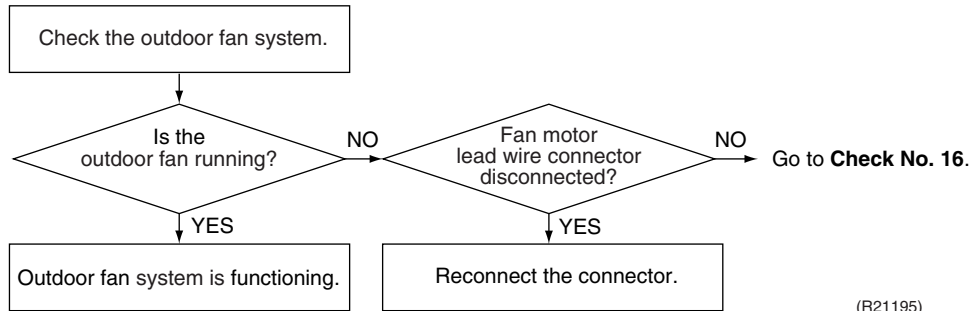 Check the outdoor fan system.
Is the
outdoor fan running?
NO
Fan motor
lead wire connector
disconnected?
NO
Go to Check No. 16.
YES
YES
Outdoor fan system is functioning.
Reconnect the connector.
(R21195)